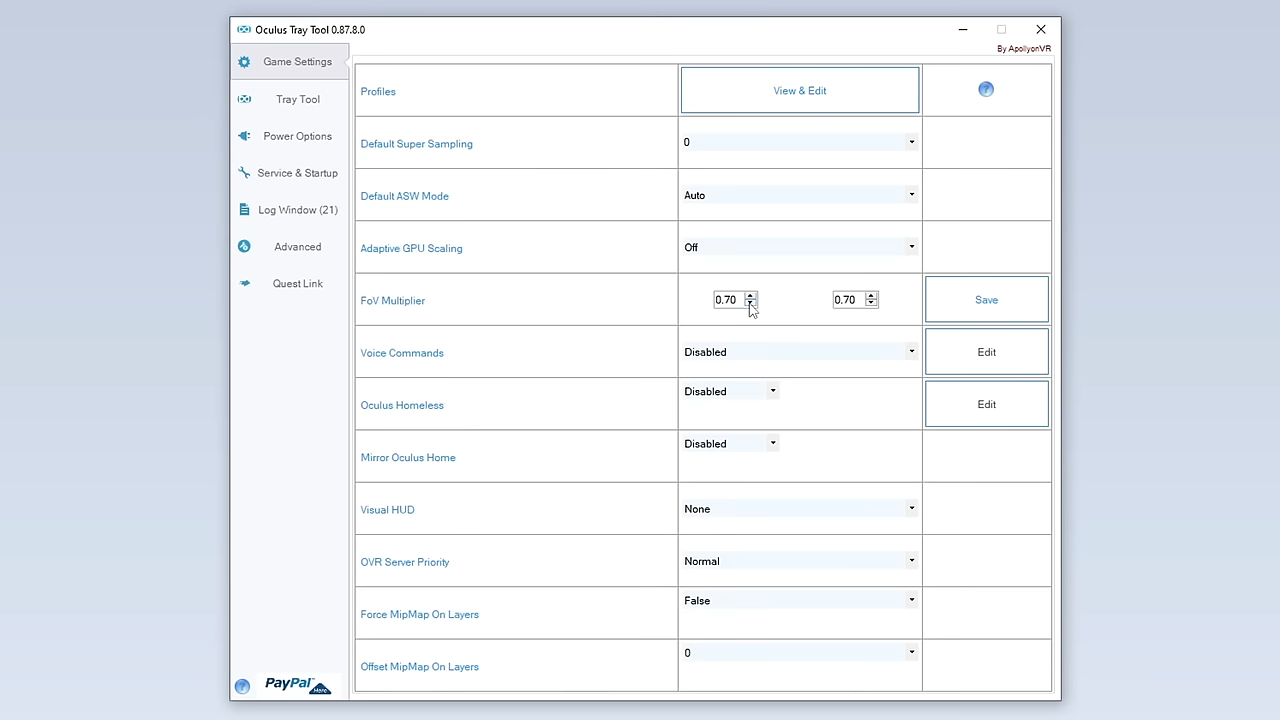 Oculus Tray Tool 0.87.8.0
By ApollyonVR
Game Settings
Tray Tool
Power Options
Service & Startup
Log Window (21)
Advanced
Quest Link
PayPal
Profiles
View & Edit
?
Default Super Sampling
0
Default ASW Mode
Auto
Adaptive GPU Scaling
Off
FoV Multiplier
0.70
0.70
Save
Voice Commands
Disabled
Edit
Oculus Homeless
Disabled
Edit
Mirror Oculus Home
Disabled
Visual HUD
None
OVR Server Priority
Normal
Force MipMap On Layers
False
Offset MipMap On Layers
0
?